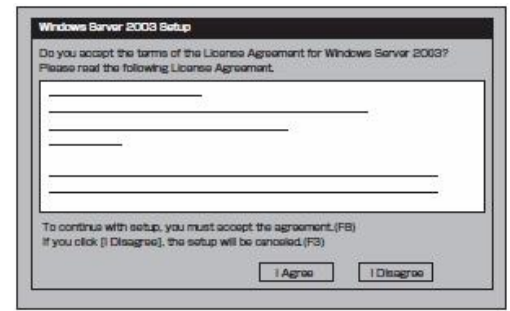 Windows Server 2003 Setup
Do you accept the terms of the License Agreement for Windows Server 2003?
Please read the following License Agreement.
To continue with setup, you must accept the agreement.(F8)
If you click [I Disagree], the setup will be canceled.(F3)
I Agree
I Disagree